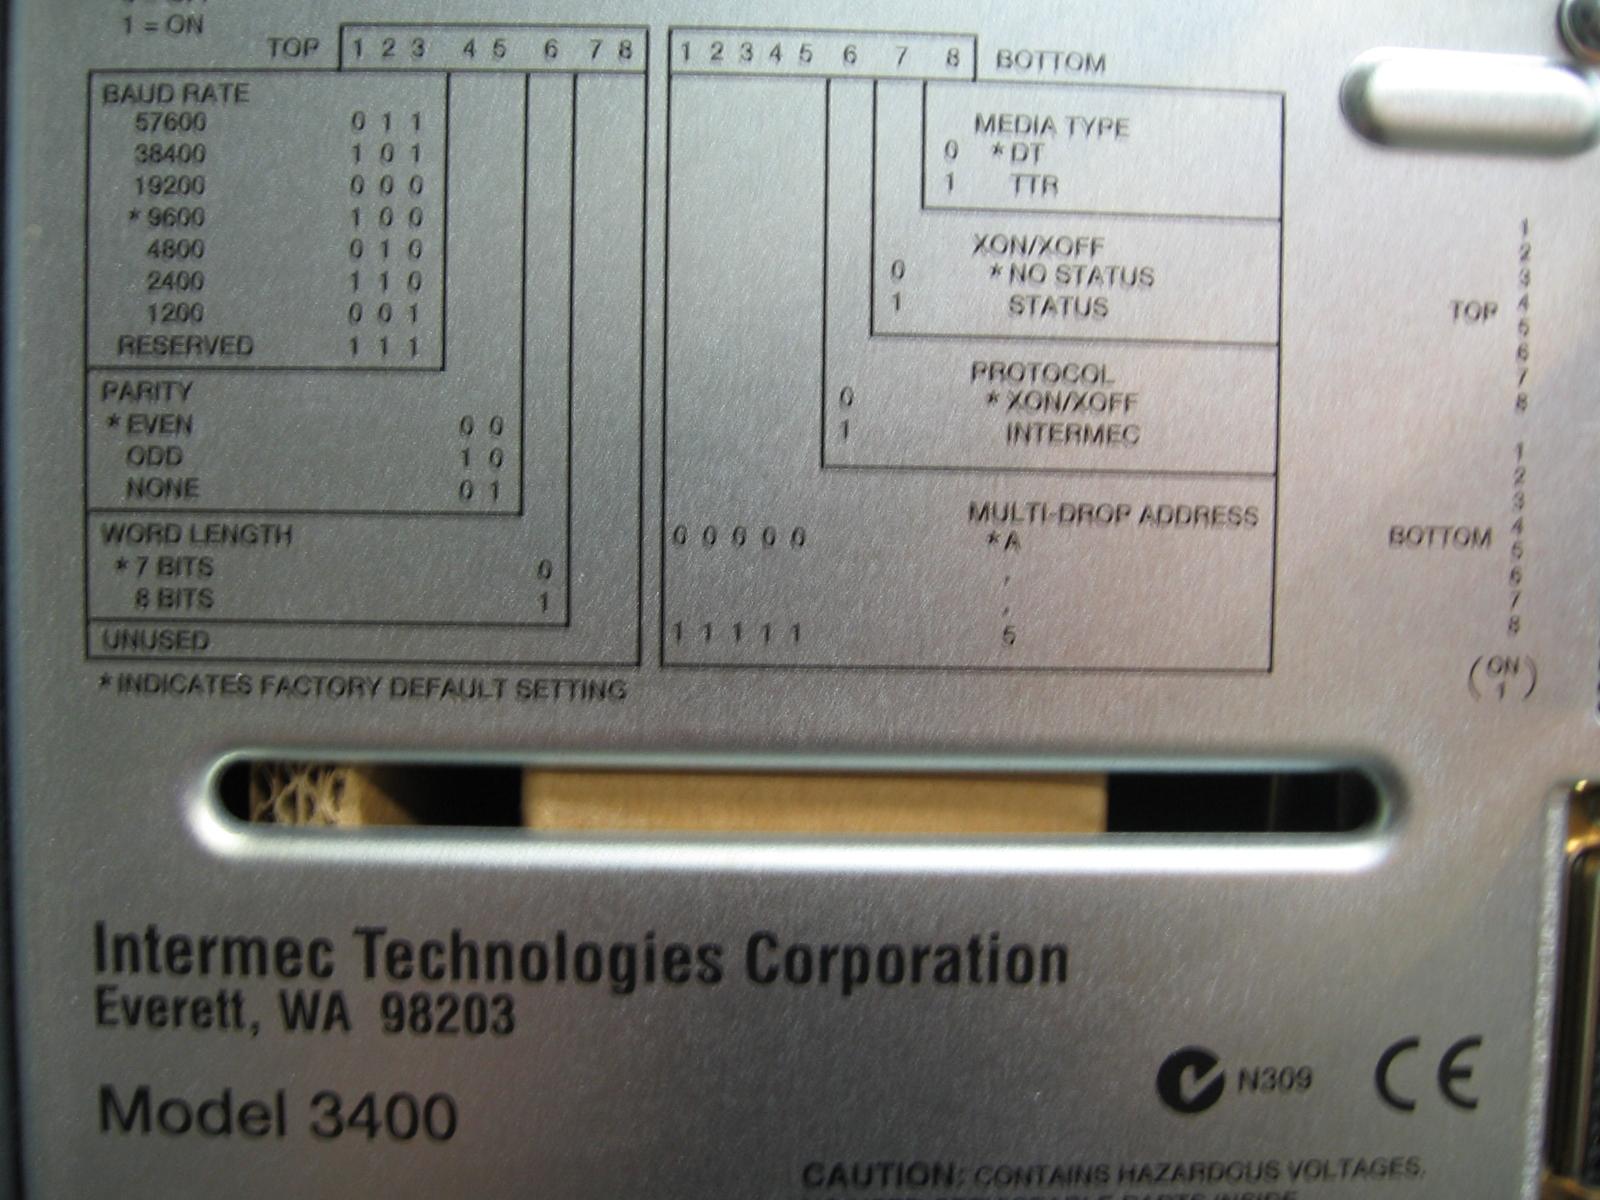 1 = ON
TOP 1 2 3 4 5 6 7 8 1 2 3 4 5 6 7 8 BOTTOM
BAUD RATE
57600 0 1 1
38400 1 0 1
19200 0 0 0
* 9600 1 0 0
4800 0 1 0
2400 1 1 0
1200 0 0 1
RESERVED 1 1 1
PARITY
* EVEN 0 0
ODD 1 0
NONE 0 1
WORD LENGTH
* 7 BITS 0
8 BITS 1
UNUSED
MEDIA TYPE
0 * DT
1 TTR
XON/XOFF
0 * NO STATUS
1 STATUS
PROTOCOL
0 * XON/XOFF
1 INTERMEC
MULTI-DROP ADDRESS
0 0 0 0 0 * A
,
,
1 1 1 1 1 5
* INDICATES FACTORY DEFAULT SETTING
1
2
3
TOP 4
5
6
7
8
1
2
3
4
BOTTOM 5
6
7
8
(ON
1)
Intermec Technologies Corporation
Everett, WA 98203
Model 3400
N309 CE
CAUTION: CONTAINS HAZARDOUS VOLTAGES.
PARTS INSIDE